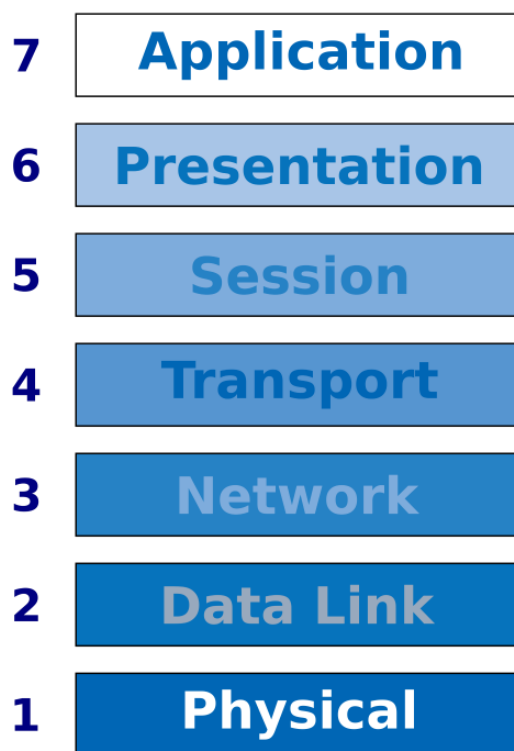 7 Application
6 Presentation
5 Session
4 Transport
3 Network
2 Data Link
1 Physical